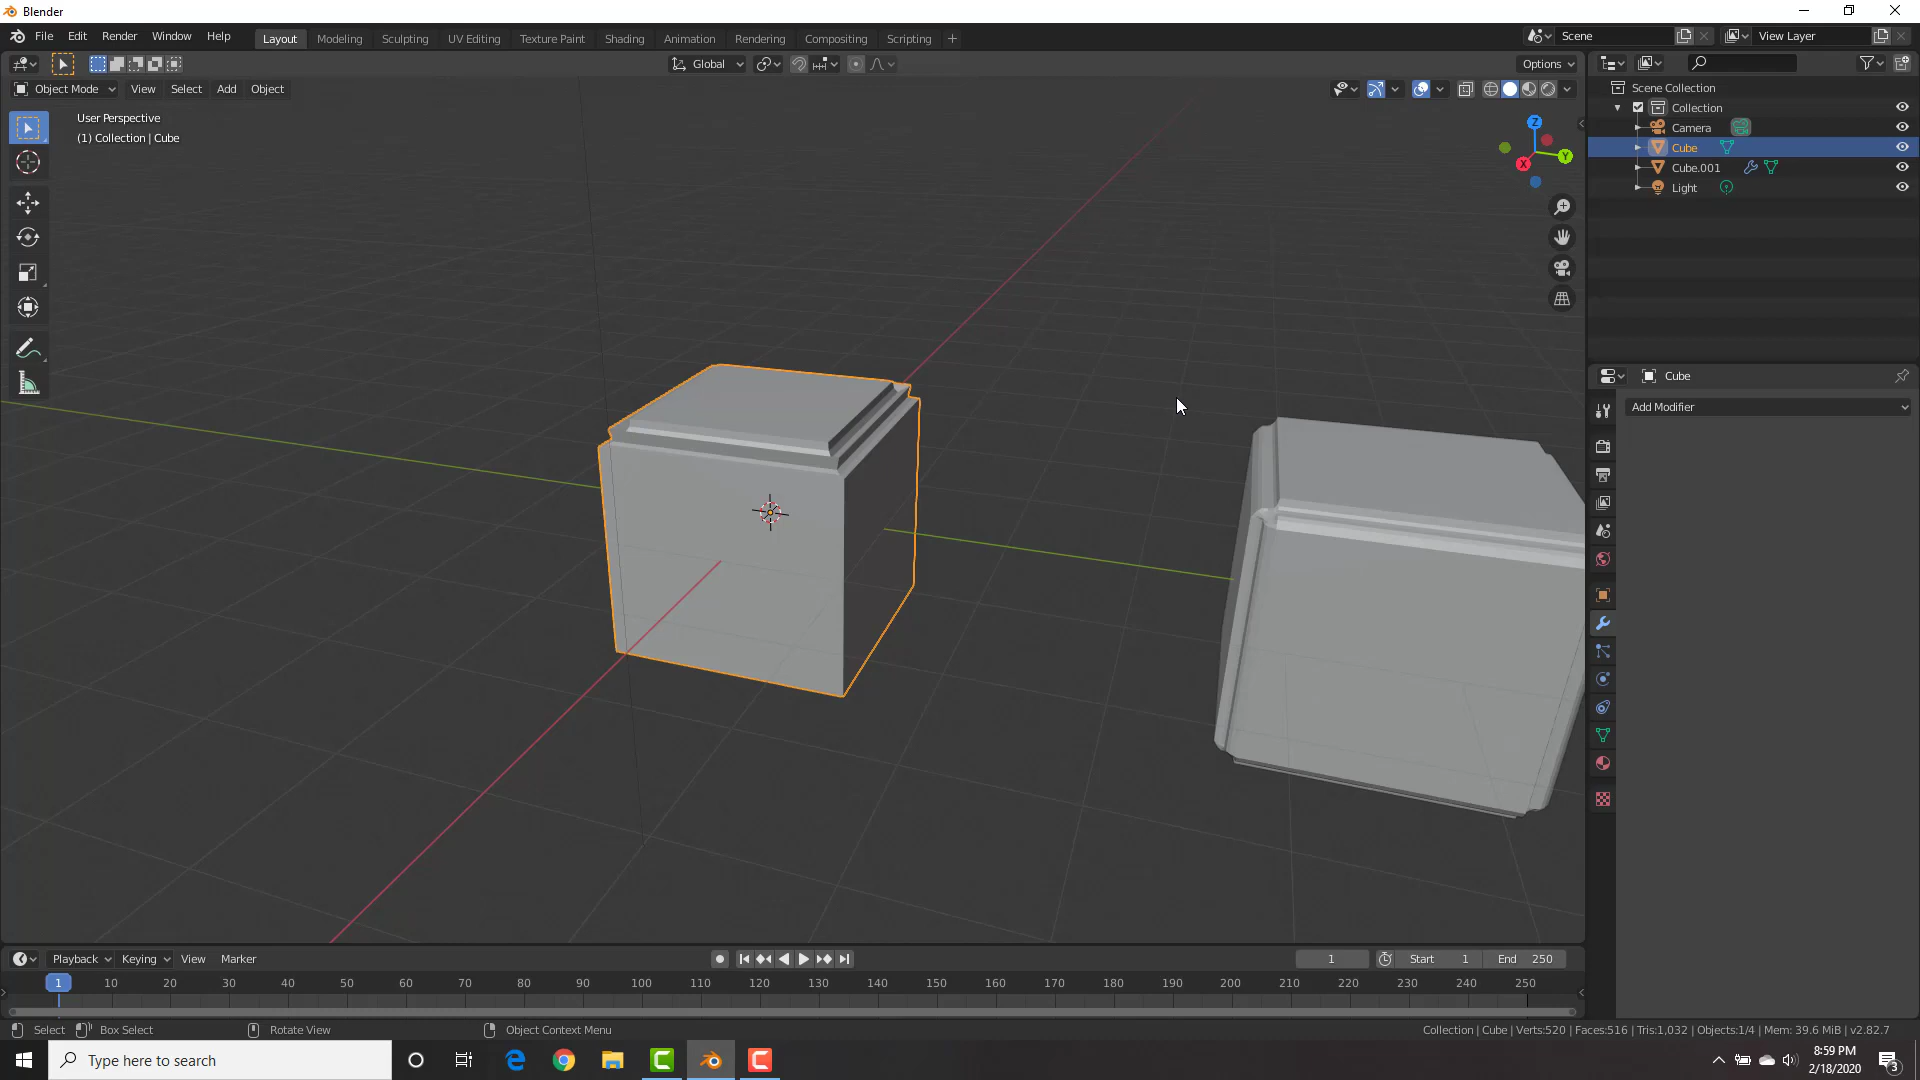 Blender
File Edit Render Window Help Layout Modeling Sculpting UV Editing Texture Paint Shading Animation Rendering Compositing Scripting + Scene View Layer
Global Options
Object Mode View Select Add Object
User Perspective
(1) Collection | Cube
Z
Y
X
Scene Collection
Collection
Camera
Cube
Cube.001
Light
Cube
Add Modifier
Playback Keying View Marker 1 Start 1 End 250
1 10 20 30 40 50 60 70 80 90 100 110 120 130 140 150 160 170 180 190 200 210 220 230 240 250
Select Box Select Rotate View Object Context Menu Collection | Cube | Verts:520 | Faces:516 | Tris:1,032 | Objects:1/4 | Mem: 39.6 MiB | v2.82.7
Type here to search
8:59 PM
2/18/2020
3